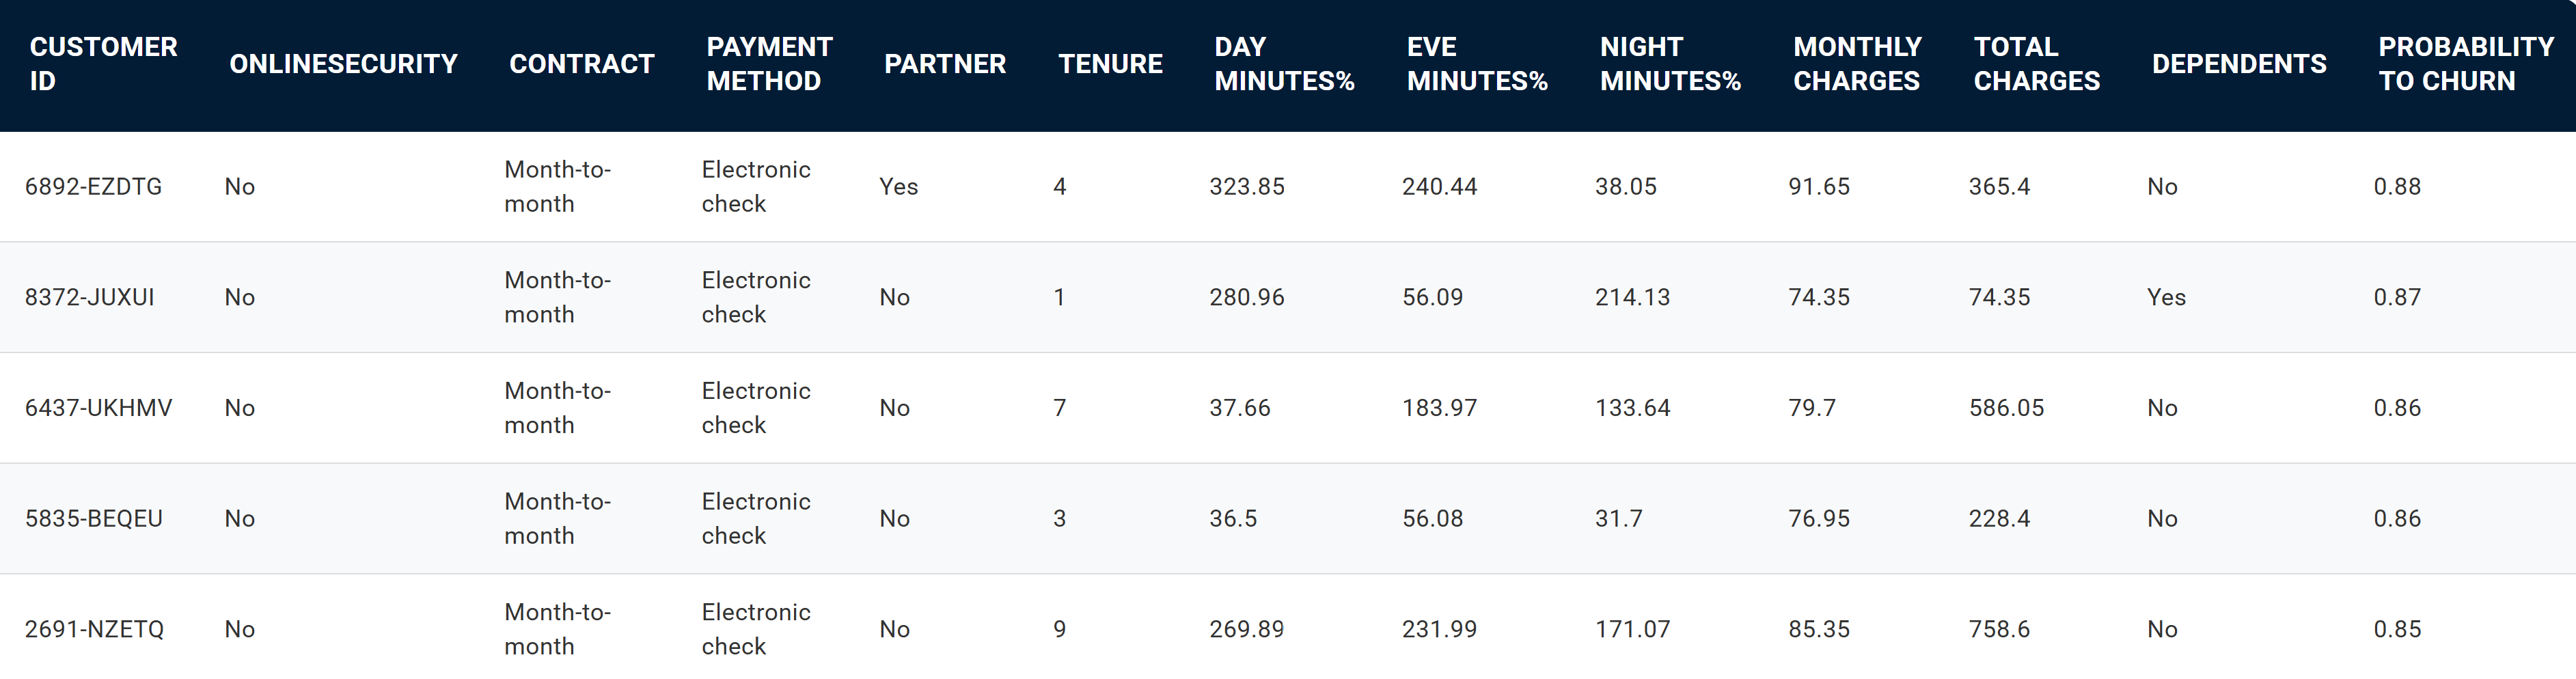 CUSTOMER ID ONLINESECURITY CONTRACT PAYMENT METHOD PARTNER TENURE DAY MINUTES% EVE MINUTES% NIGHT MINUTES% MONTHLY CHARGES TOTAL CHARGES DEPENDENTS PROBABILITY TO CHURN
6892-EZDTG No Month-to-month Electronic check Yes 4 323.85 240.44 38.05 91.65 365.4 No 0.88
8372-JUXUI No Month-to-month Electronic check No 1 280.96 56.09 214.13 74.35 74.35 Yes 0.87
6437-UKHMV No Month-to-month Electronic check No 7 37.66 183.97 133.64 79.7 586.05 No 0.86
5835-BEQEU No Month-to-month Electronic check No 3 36.5 56.08 31.7 76.95 228.4 No 0.86
2691-NZETQ No Month-to-month Electronic check No 9 269.89 231.99 171.07 85.35 758.6 No 0.85